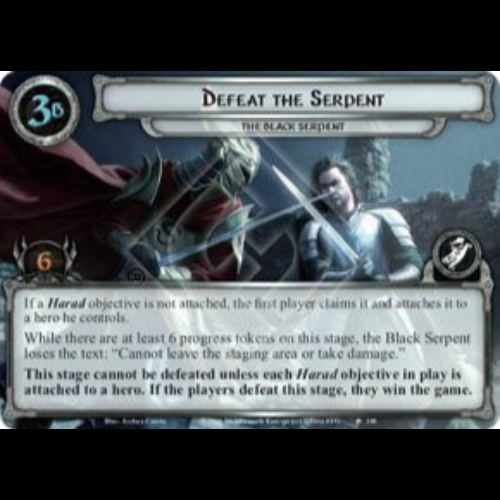 3B
DEFEAT THE SERPENT
THE BLACK SERPENT
6
If a Harad objective is not attached, the first player claims it and attaches it to
a hero he controls.
While there are at least 6 progress tokens on this stage, the Black Serpent
loses the text: “Cannot leave the staging area or take damage.”
This stage cannot be defeated unless each Harad objective in play is
attached to a hero. If the players defeat this stage, they win the game.